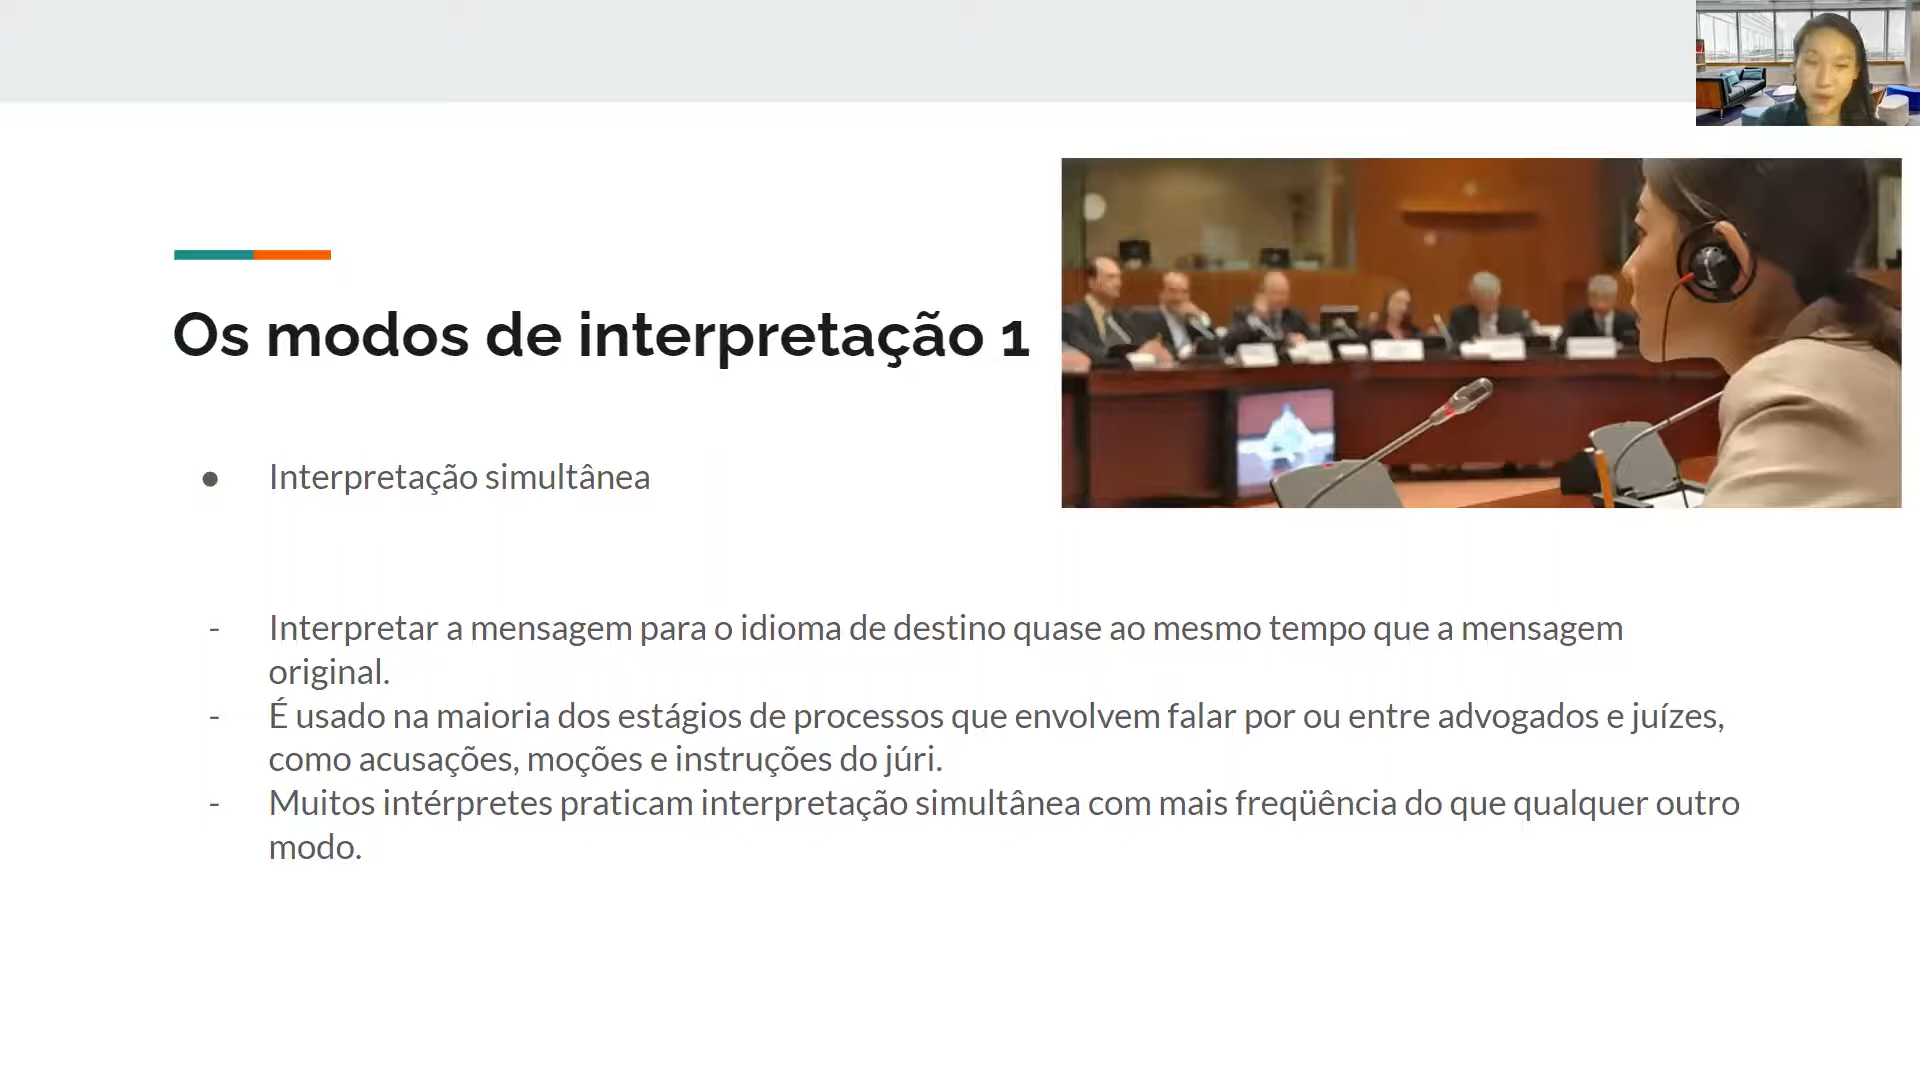 Os modos de interpretação 1
● Interpretação simultânea
- Interpretar a mensagem para o idioma de destino quase ao mesmo tempo que a mensagem
original.
- É usado na maioria dos estágios de processos que envolvem falar por ou entre advogados e juízes,
como acusações, moções e instruções do júri.
- Muitos intérpretes praticam interpretação simultânea com mais freqüência do que qualquer outro
modo.